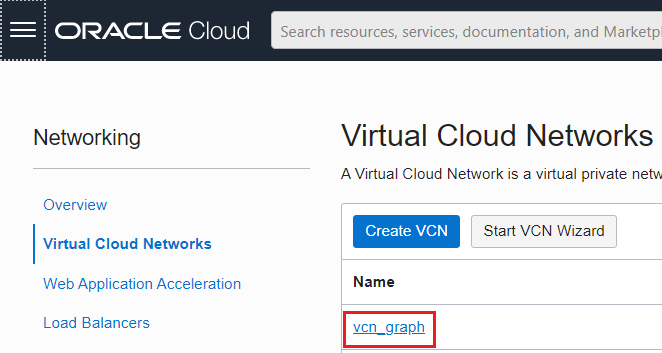 ORACLE Cloud
Search resources, services, documentation, and Marketpl
Networking
Overview
Virtual Cloud Networks
Web Application Acceleration
Load Balancers
Virtual Cloud Networks
A Virtual Cloud Network is a virtual private netw
Create VCN
Start VCN Wizard
Name
vcn_graph